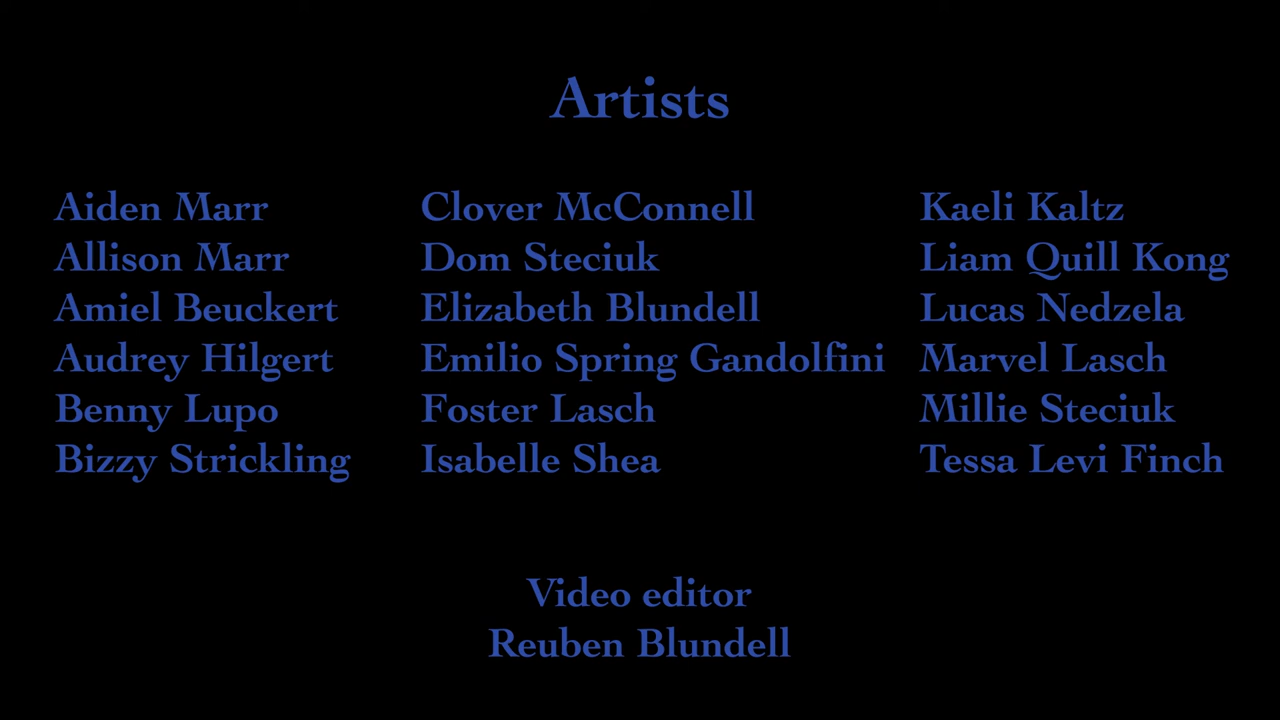 Artists
Aiden Marr
Allison Marr
Amiel Beuckert
Audrey Hilgert
Benny Lupo
Bizzy Strickling
Clover McConnell
Dom Steciuk
Elizabeth Blundell
Emilio Spring Gandolfini
Foster Lasch
Isabelle Shea
Kaeli Kaltz
Liam Quill Kong
Lucas Nedzela
Marvel Lasch
Millie Steciuk
Tessa Levi Finch
Video editor
Reuben Blundell